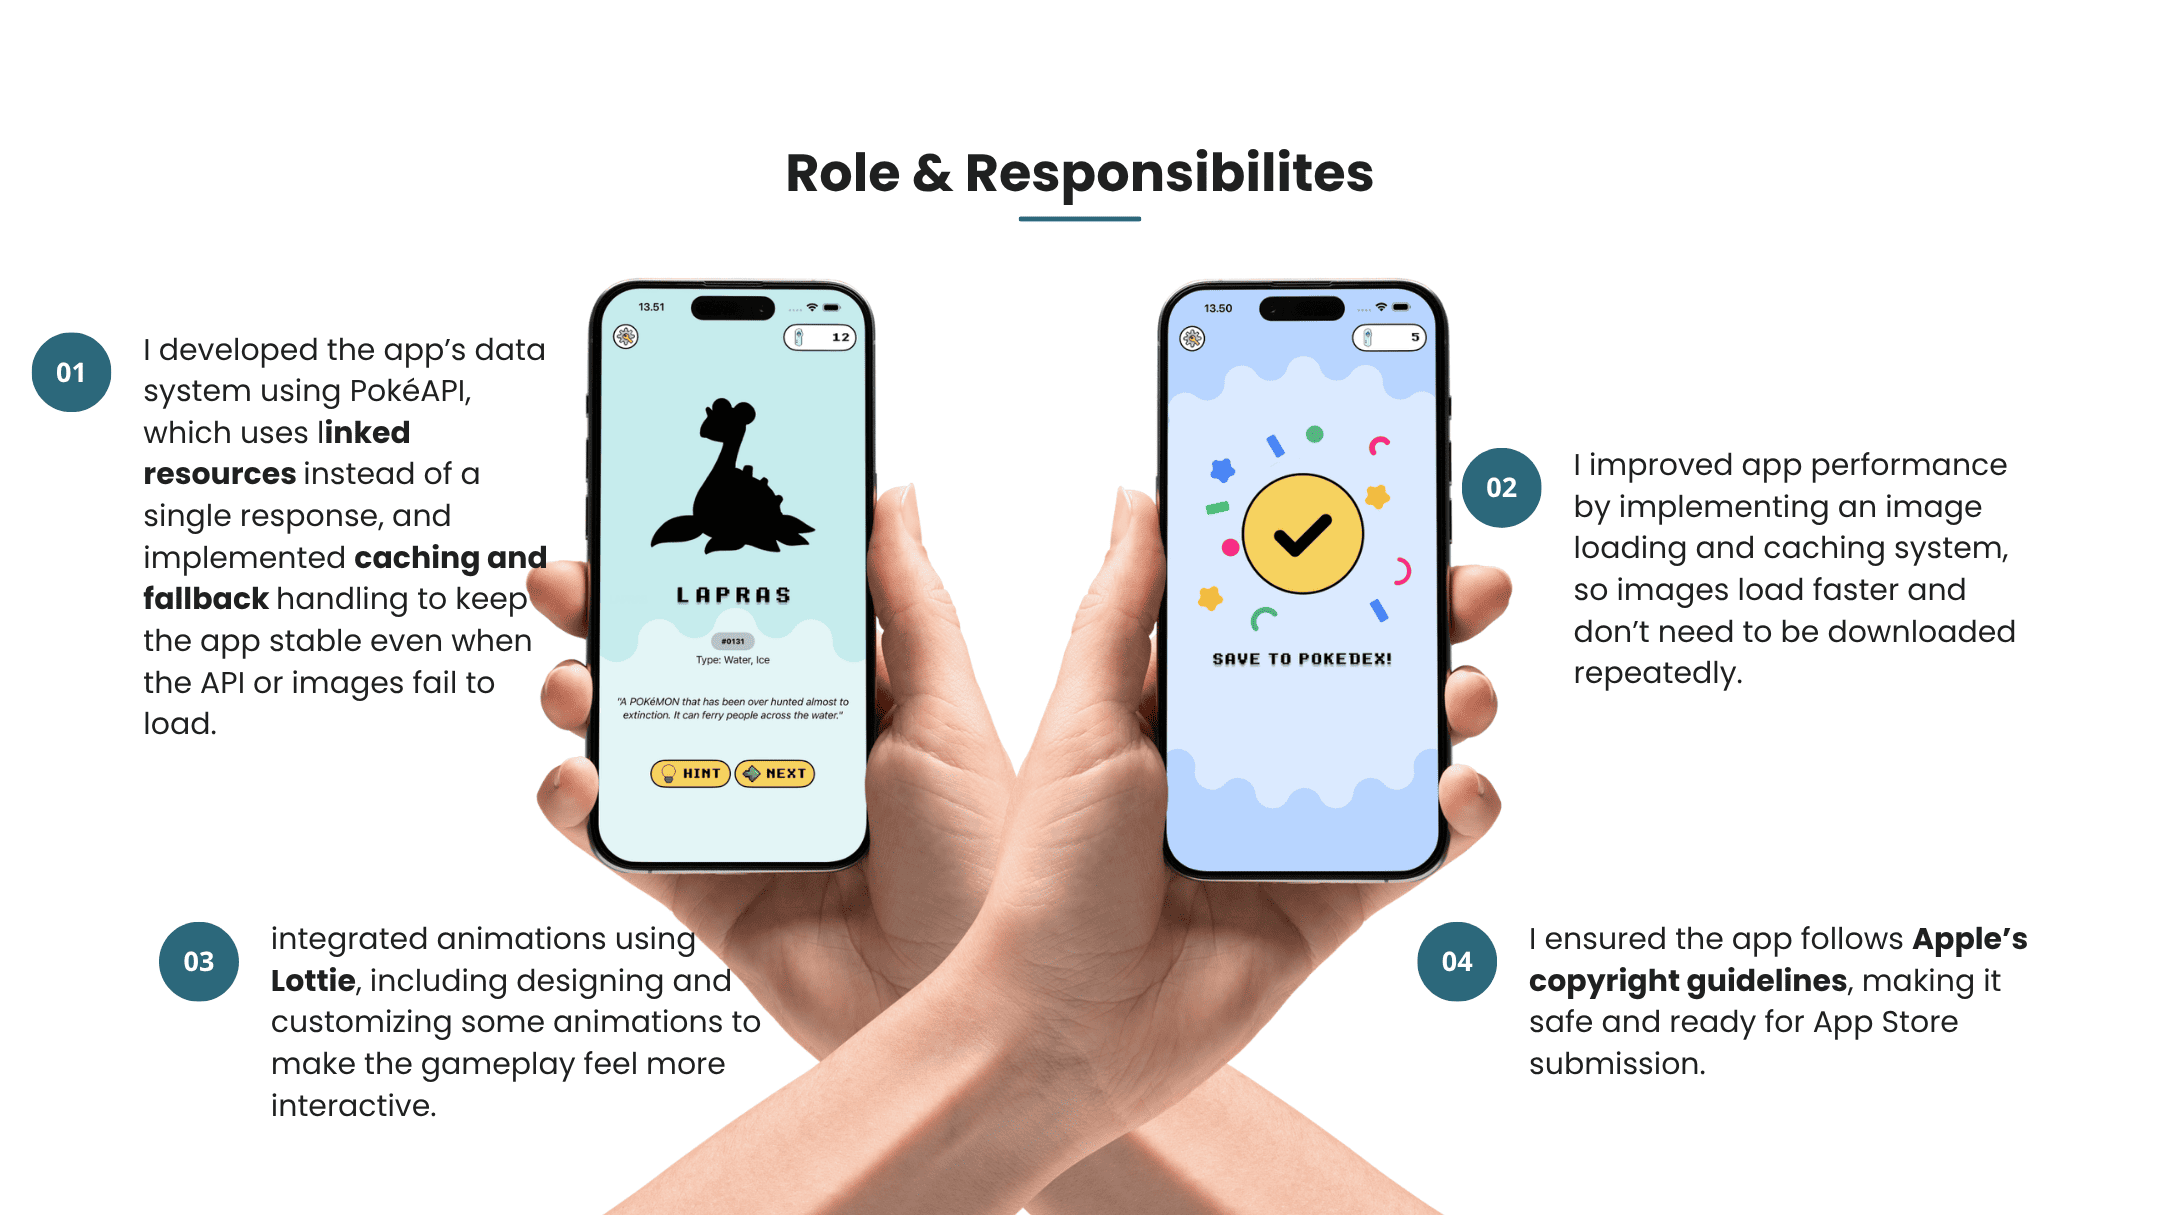 Role & Responsibilites
01
I developed the app's data
system using PokéAPI,
which uses linked
resources instead of a
single response, and
implemented caching and
fallback handling to keep
the app stable even when
the API or images fail to
load.
13.51
12
LAPRAS
#0131
Type: Water, Ice
"A POKéMON that has been over hunted almost to
extinction. It can ferry people across the water."
HINT
NEXT
13.50
5
SAVE TO POKEDEX!
02
I improved app performance
by implementing an image
loading and caching system,
so images load faster and
don't need to be downloaded
repeatedly.
03
integrated animations using
Lottie, including designing and
customizing some animations to
make the gameplay feel more
interactive.
04
I ensured the app follows Apple's
copyright guidelines, making it
safe and ready for App Store
submission.